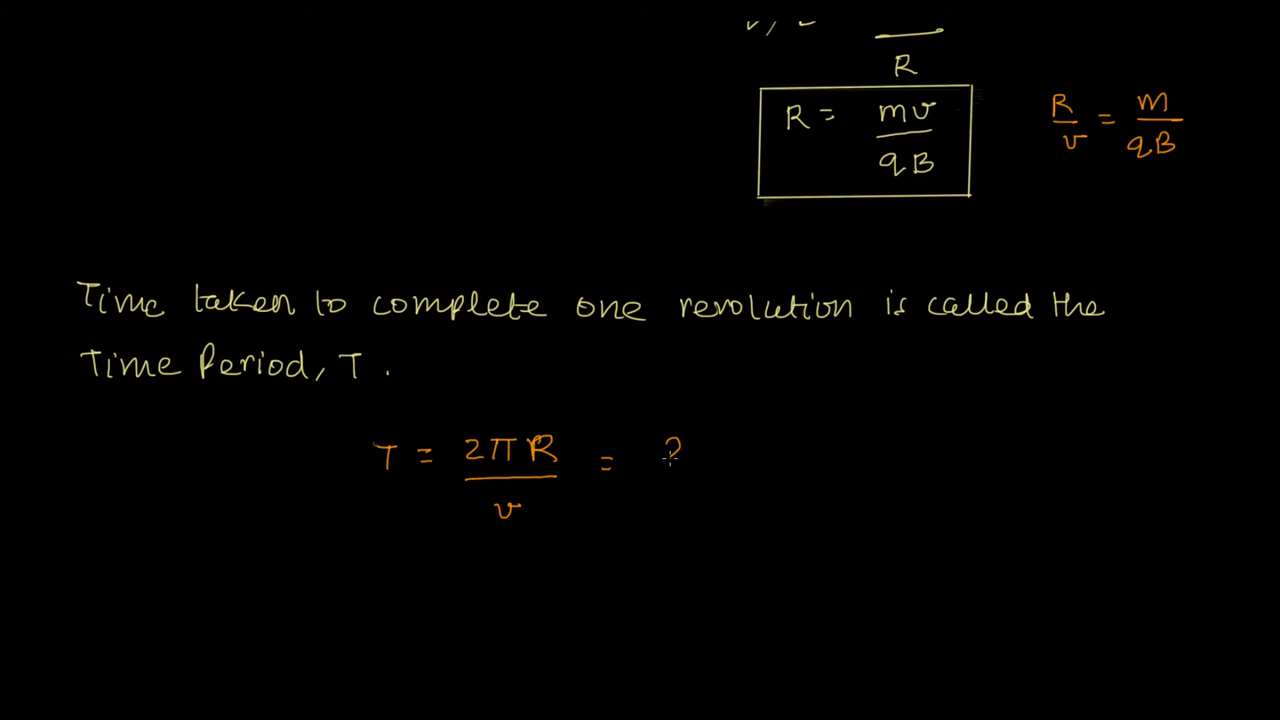 R
R = mv / qB
R / v = m / qB
Time taken to complete one revolution is called the
Time Period, T .
T = 2πR / v =